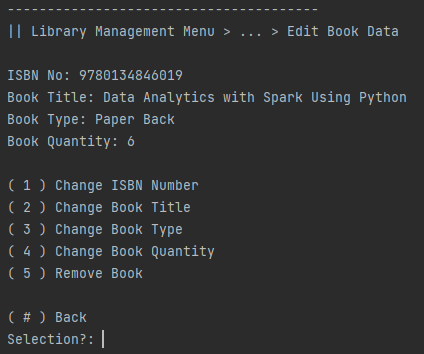 ---------------------------------------
|| Library Management Menu > ... > Edit Book Data
ISBN No: 9780134846019
Book Title: Data Analytics with Spark Using Python
Book Type: Paper Back
Book Quantity: 6
( 1 ) Change ISBN Number
( 2 ) Change Book Title
( 3 ) Change Book Type
( 4 ) Change Book Quantity
( 5 ) Remove Book
( # ) Back
Selection?: